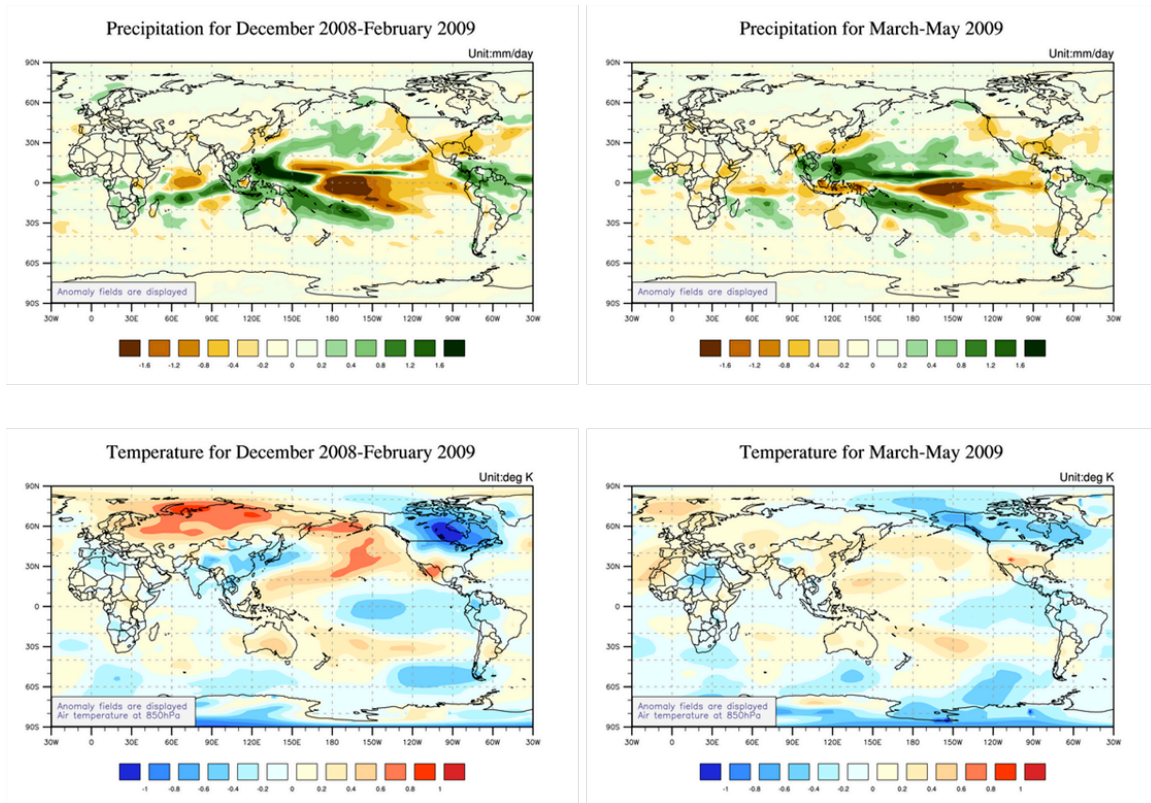 Precipitation for December 2008-February 2009
Unit:mm/day
90N
60N
30N
0
30S
60S
90S
Anomaly fields are displayed
30W 0 30E 60E 90E 120E 150E 180 150W 120W 90W 60W 30W
-1.6 -1.2 -0.8 -0.4 -0.2 0 0.2 0.4 0.8 1.2 1.6
Precipitation for March-May 2009
Unit:mm/day
90N
60N
30N
0
30S
60S
90S
Anomaly fields are displayed
30W 0 30E 60E 90E 120E 150E 180 150W 120W 90W 60W 30W
-1.6 -1.2 -0.8 -0.4 -0.2 0 0.2 0.4 0.8 1.2 1.6
Temperature for December 2008-February 2009
Unit:deg K
90N
60N
30N
0
30S
60S
90S
Anomaly fields are displayed
Air temperature at 850hPa
30W 0 30E 60E 90E 120E 150E 180 150W 120W 90W 60W 30W
-1 -0.8 -0.6 -0.4 -0.2 0 0.2 0.4 0.6 0.8 1
Temperature for March-May 2009
Unit:deg K
90N
60N
30N
0
30S
60S
90S
Anomaly fields are displayed
Air temperature at 850hPa
30W 0 30E 60E 90E 120E 150E 180 150W 120W 90W 60W 30W
-1 -0.8 -0.6 -0.4 -0.2 0 0.2 0.4 0.6 0.8 1